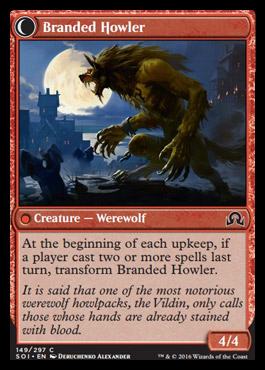 Branded Howler
Creature — Werewolf
At the beginning of each upkeep, if
a player cast two or more spells last
turn, transform Branded Howler.
It is said that one of the most notorious
werewolf howlpacks, the Vildin, only calls
those whose hands are already stained
with blood.
4/4
149/297 C
SOI • EN DERUCHENKO ALEXANDER
™ & © 2016 Wizards of the Coast